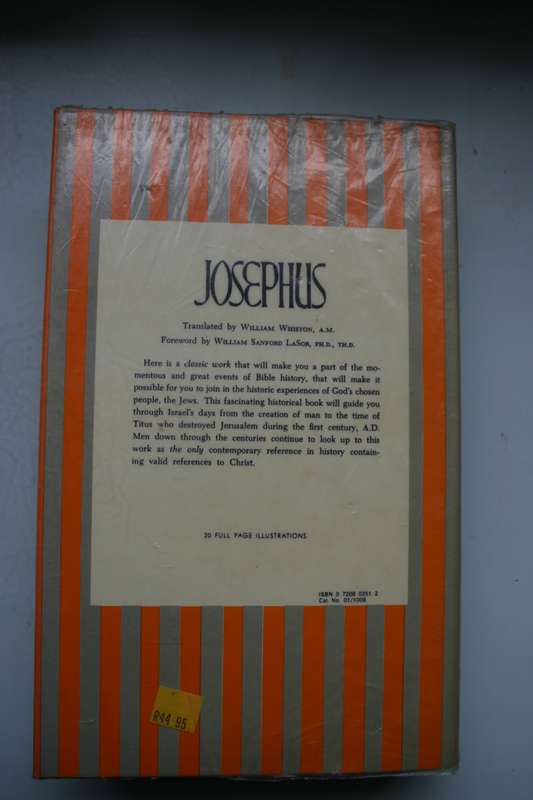 JOSEPHUS
Translated by WILLIAM WHISTON, A.M.
Foreword by WILLIAM SANFORD LASOR, PH.D., TH.D.
Here is a classic work that will make you a part of the mo-
mentous and great events of Bible history, that will make it
possible for you to join in the historic experiences of God's chosen
people, the Jews. This fascinating historical book will guide you
through Israel's days from the creation of man to the time of
Titus who destroyed Jerusalem during the first century, A.D.
Men down through the centuries continue to look up to this
work as the only contemporary reference in history contain-
ing valid references to Christ.
20 FULL PAGE ILLUSTRATIONS
ISBN 0 7208 0251 2
Cat. No. 01/1008
R44 95